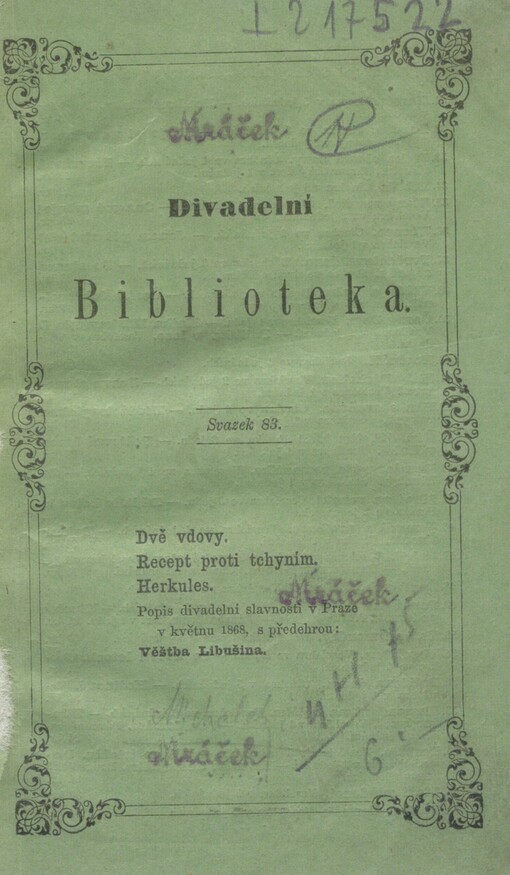 I 217522
Mráček
Divadelní
Biblioteka.
Svazek 83.
Dvě vdovy.
Recept proti tchyním.
Herkules.
Mráček
Popis divadelní slavnosti v Praze
v květnu 1868, s předehrou:
Věštba Libušina.
Mráček